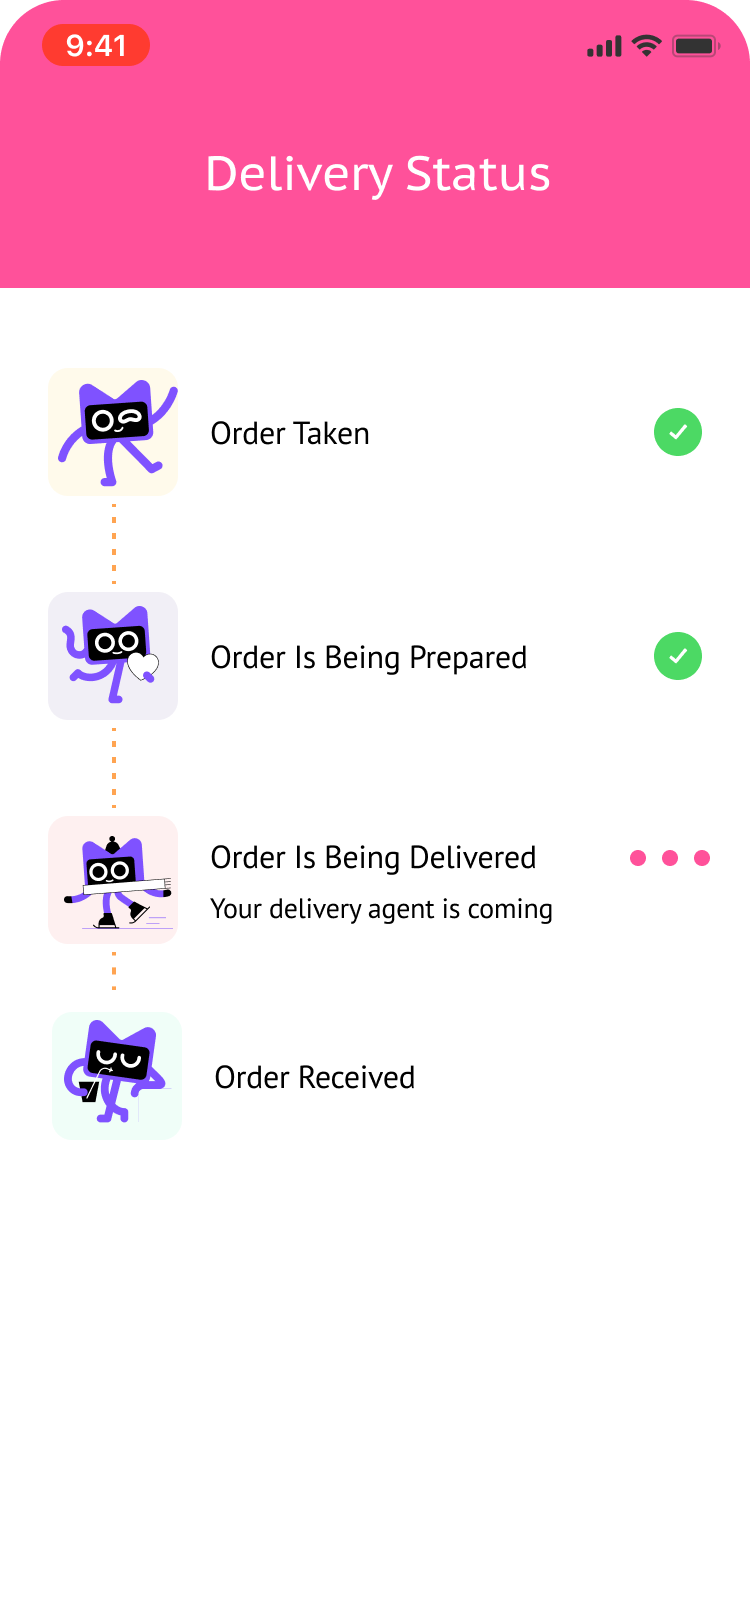 9:41
Delivery Status
Order Taken
Order Is Being Prepared
Order Is Being Delivered
Your delivery agent is coming
Order Received